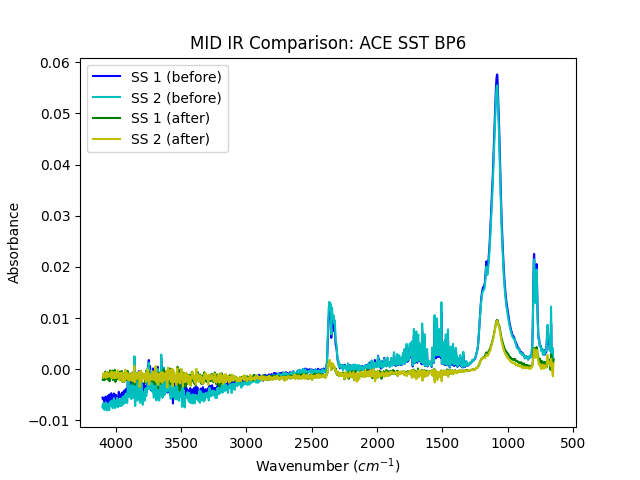 MID IR Comparison: ACE SST BP6
0.06
0.05
0.04
0.03
0.02
0.01
0.00
−0.01
Absorbance
SS 1 (before)
SS 2 (before)
SS 1 (after)
SS 2 (after)
4000 3500 3000 2500 2000 1500 1000 500
Wavenumber (cm⁻¹)